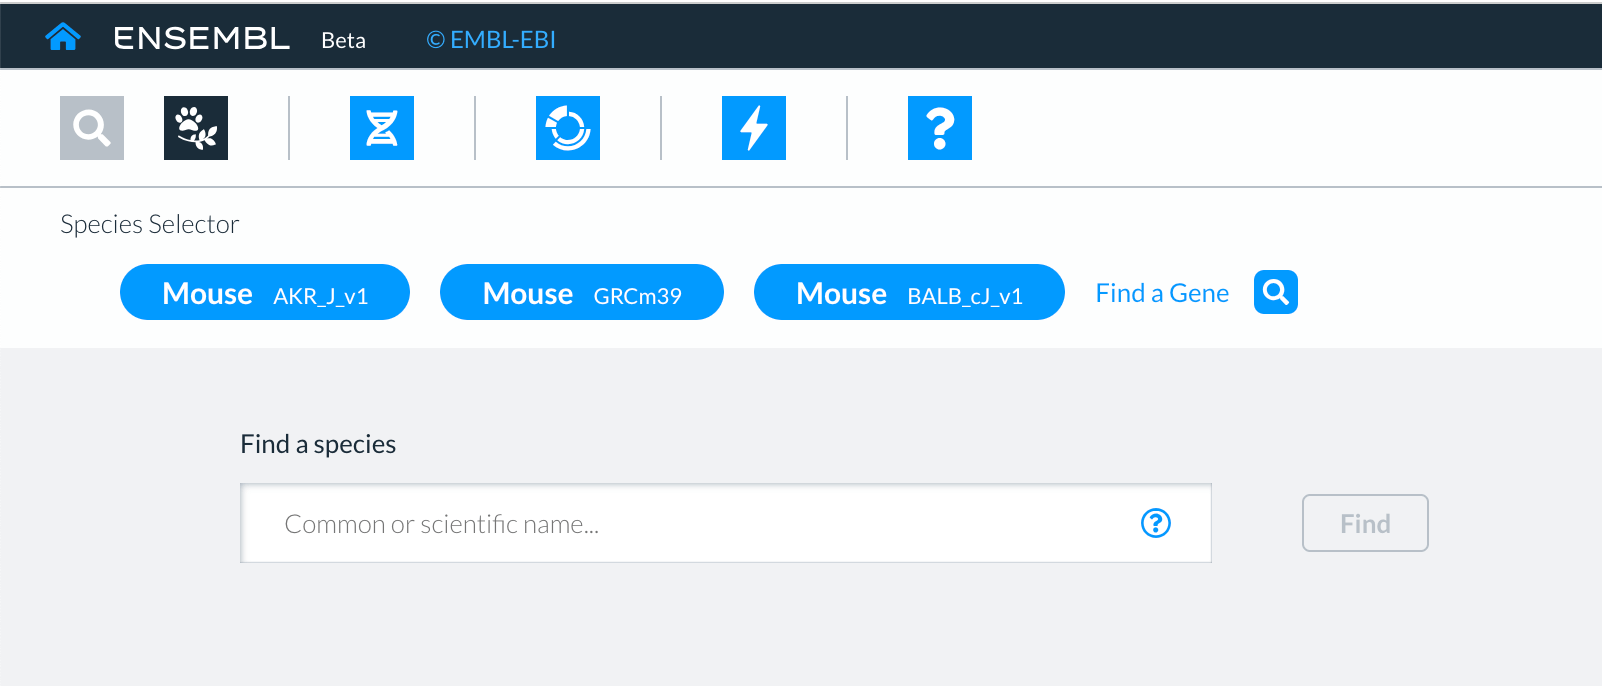 ENSEMBL Beta © EMBL-EBI
Species Selector
Mouse AKR_J_v1 Mouse GRCm39 Mouse BALB_cJ_v1 Find a Gene
Find a species
Common or scientific name... Find